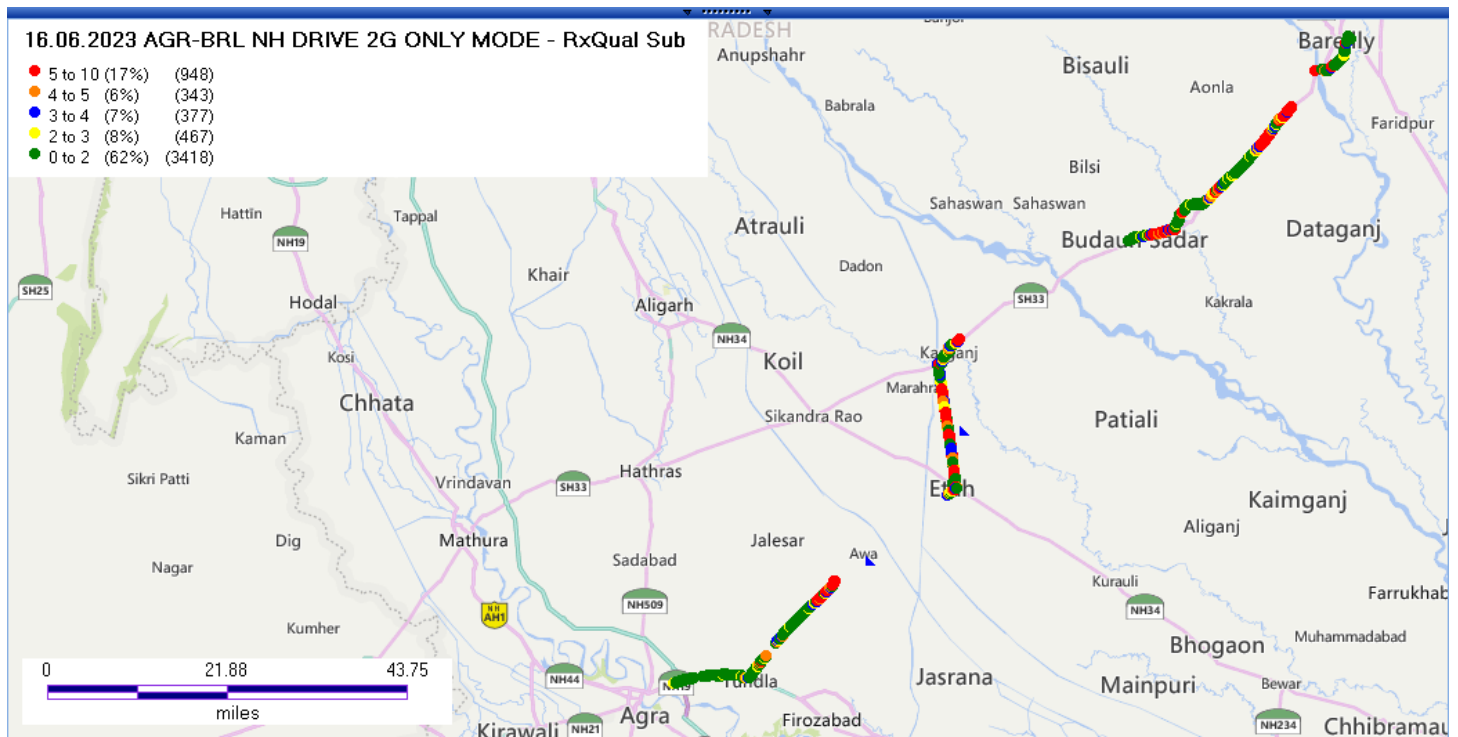 16.06.2023 AGR-BRL NH DRIVE 2G ONLY MODE - RxQual Sub
5 to 10 (17%) (948)
4 to 5 (6%) (343)
3 to 4 (7%) (377)
2 to 3 (8%) (467)
0 to 2 (62%) (3418)
RADESH
Anupshahr
Bisauli
Bareilly
Aonla
Babrala
Faridpur
Bilsi
Sahaswan Sahaswan
Hattin
Tappal
Atrauli
Budaun Sadar
Dataganj
NH19
Khair
Dadon
SH25
Hodal
Aligarh
SH33
Kakrala
NH34
Kosi
Koil
Kasganj
Marahra
Chhata
Sikandra Rao
Patiali
Kaman
Sikri Patti
Vrindavan
SH33
Hathras
Etah
Kaimganj
Aliganj
Dig
Mathura
Jalesar
Awa
Nagar
Sadabad
Kurauli
Farrukhab
NH509
NH34
NH
AH1
Kumher
Bhogaon
Muhammadabad
0 21.88 43.75
miles
NH44
NH19
Tundla
Jasrana
Mainpuri
Bewar
Agra
Firozabad
NH234
Kirawali
NH21
Chhibramau